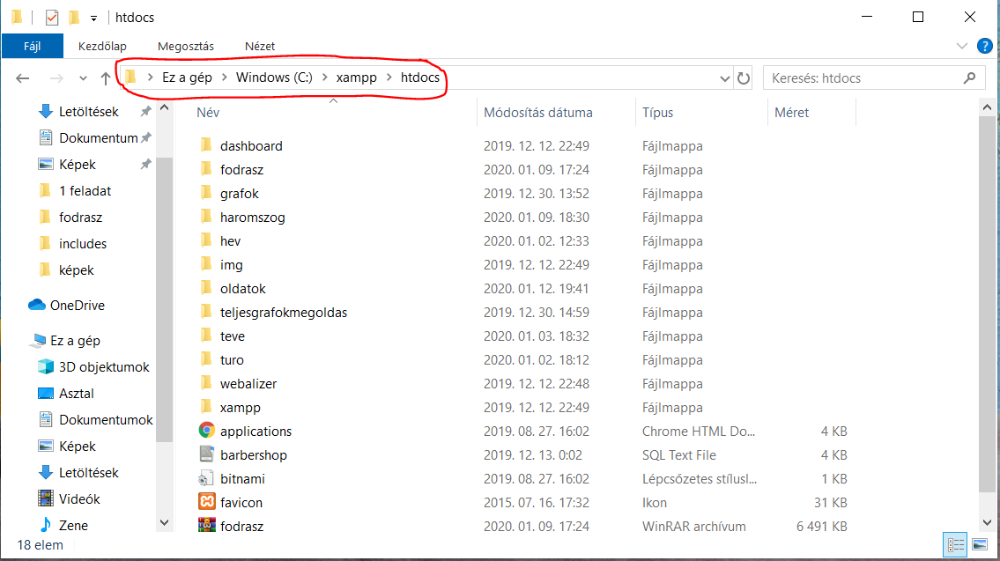 htdocs
Fájl Kezdőlap Megosztás Nézet
Ez a gép > Windows (C:) > xampp > htdocs
Keresés: htdocs
Letöltések
Dokumentum
Képek
1 feladat
fodrasz
includes
képek
OneDrive
Ez a gép
3D objektumok
Asztal
Dokumentumok
Képek
Letöltések
Videók
Zene
Név Módosítás dátuma Típus Méret
dashboard 2019. 12. 12. 22:49 Fájlmappa
fodrasz 2020. 01. 09. 17:24 Fájlmappa
grafok 2019. 12. 30. 13:52 Fájlmappa
haromszog 2020. 01. 09. 18:30 Fájlmappa
hev 2020. 01. 02. 12:33 Fájlmappa
img 2019. 12. 12. 22:49 Fájlmappa
oldatok 2020. 01. 12. 19:41 Fájlmappa
teljesgrafokmegoldas 2019. 12. 30. 14:59 Fájlmappa
teve 2020. 01. 03. 18:32 Fájlmappa
turo 2020. 01. 02. 18:12 Fájlmappa
webalizer 2019. 12. 12. 22:48 Fájlmappa
xampp 2019. 12. 12. 22:49 Fájlmappa
applications 2019. 08. 27. 16:02 Chrome HTML Do... 4 KB
barbershop 2019. 12. 13. 0:02 SQL Text File 4 KB
bitnami 2019. 08. 27. 16:02 Lépcsőzetes stílusl... 1 KB
favicon 2015. 07. 16. 17:32 Ikon 31 KB
fodrasz 2020. 01. 09. 17:24 WinRAR archívum 6 491 KB
18 elem